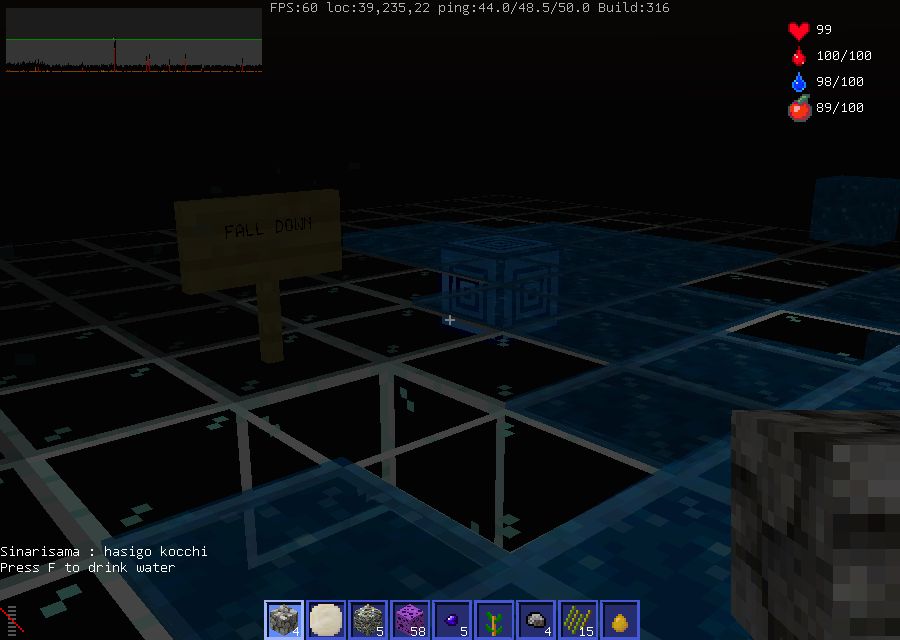 FPS:60 loc:39,235,22 ping:44.0/48.5/50.0 Build:316
99
100/100
98/100
89/100
FALL DOWN
Sinarisama : hasigo kocchi
Press F to drink water
4
5
58
5
4
15